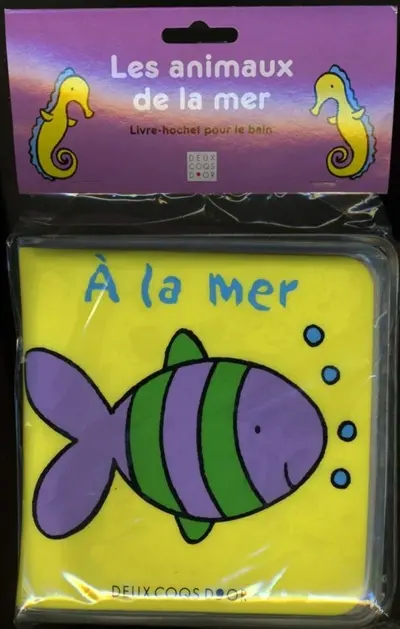 Les animaux
de la mer
Livre-hochet pour le bain
DEUX
COQS
D●OR
À la mer
DEUX COQS D●OR